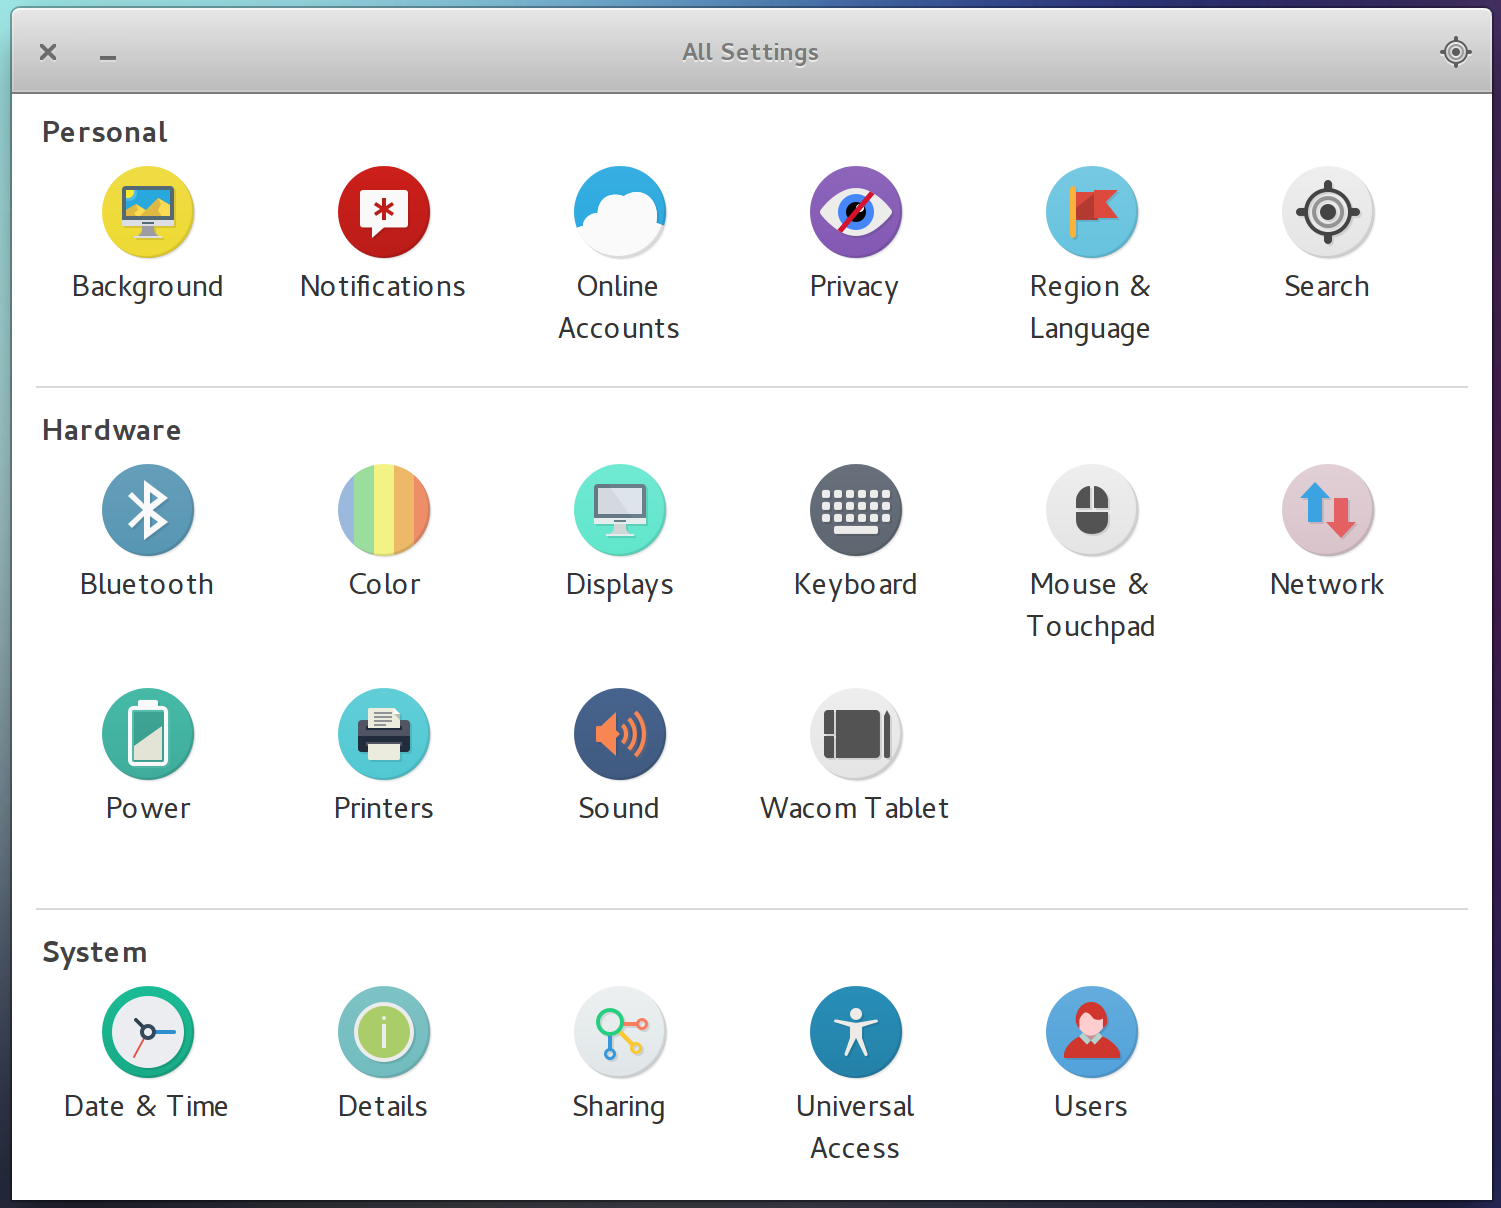 All Settings
Personal
Background
Notifications
Online
Accounts
Privacy
Region &
Language
Search
Hardware
Bluetooth
Color
Displays
Keyboard
Mouse &
Touchpad
Network
Power
Printers
Sound
Wacom Tablet
System
Date & Time
Details
Sharing
Universal
Access
Users